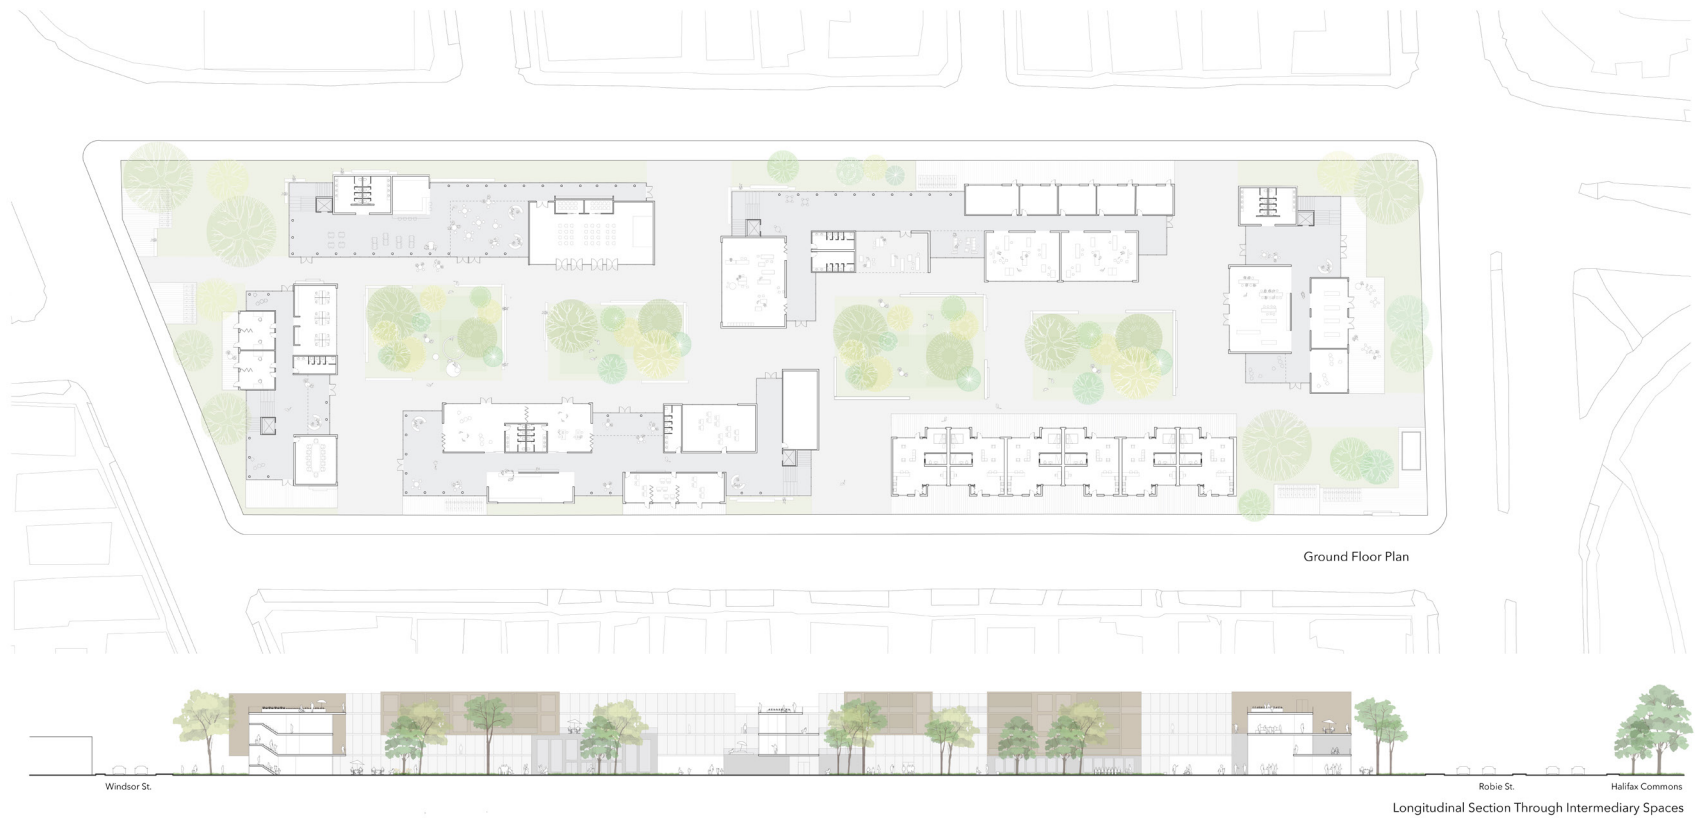 Ground Floor Plan
Windsor St.
Robie St.
Halifax Commons
Longitudinal Section Through Intermediary Spaces